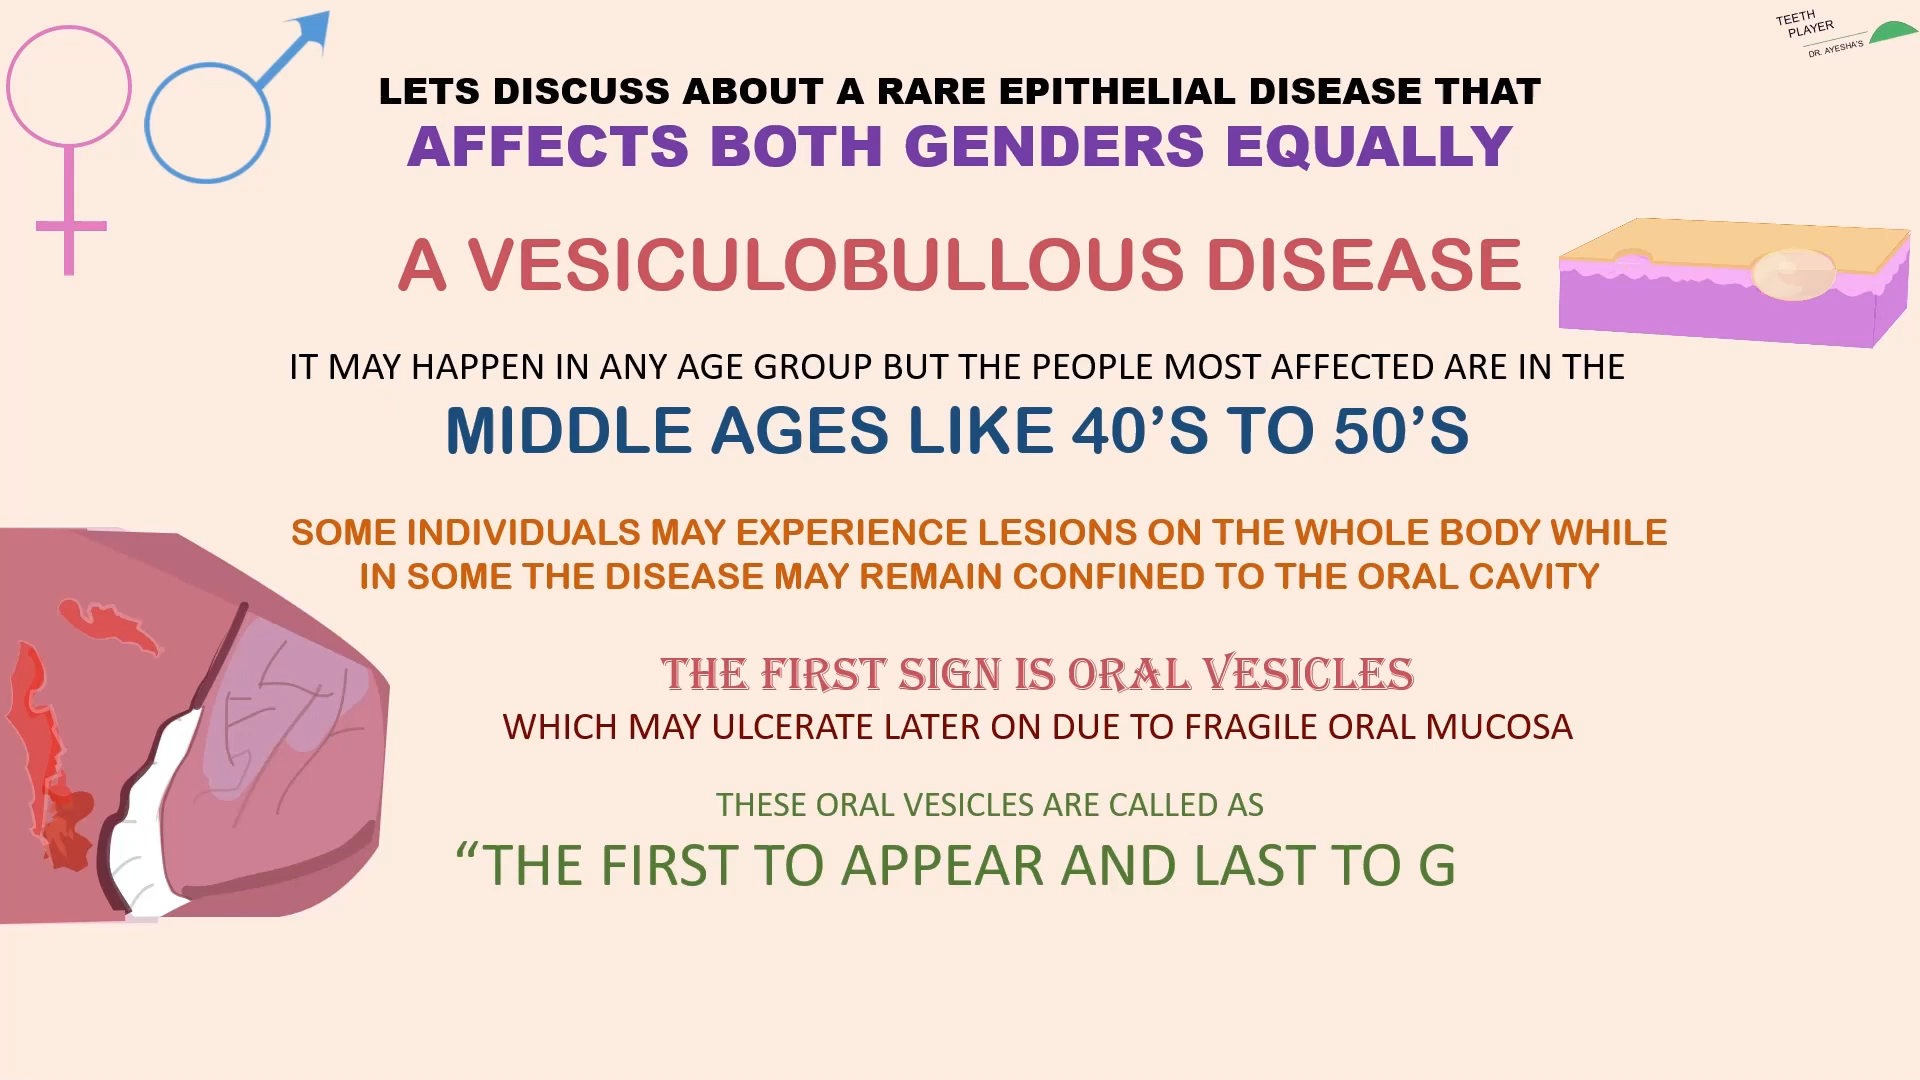 TEETH
PLAYER
DR. AYESHA'S
LETS DISCUSS ABOUT A RARE EPITHELIAL DISEASE THAT
AFFECTS BOTH GENDERS EQUALLY
A VESICULOBULLOUS DISEASE
IT MAY HAPPEN IN ANY AGE GROUP BUT THE PEOPLE MOST AFFECTED ARE IN THE
MIDDLE AGES LIKE 40’S TO 50’S
SOME INDIVIDUALS MAY EXPERIENCE LESIONS ON THE WHOLE BODY WHILE
IN SOME THE DISEASE MAY REMAIN CONFINED TO THE ORAL CAVITY
THE FIRST SIGN IS ORAL VESICLES
WHICH MAY ULCERATE LATER ON DUE TO FRAGILE ORAL MUCOSA
THESE ORAL VESICLES ARE CALLED AS
“THE FIRST TO APPEAR AND LAST TO G